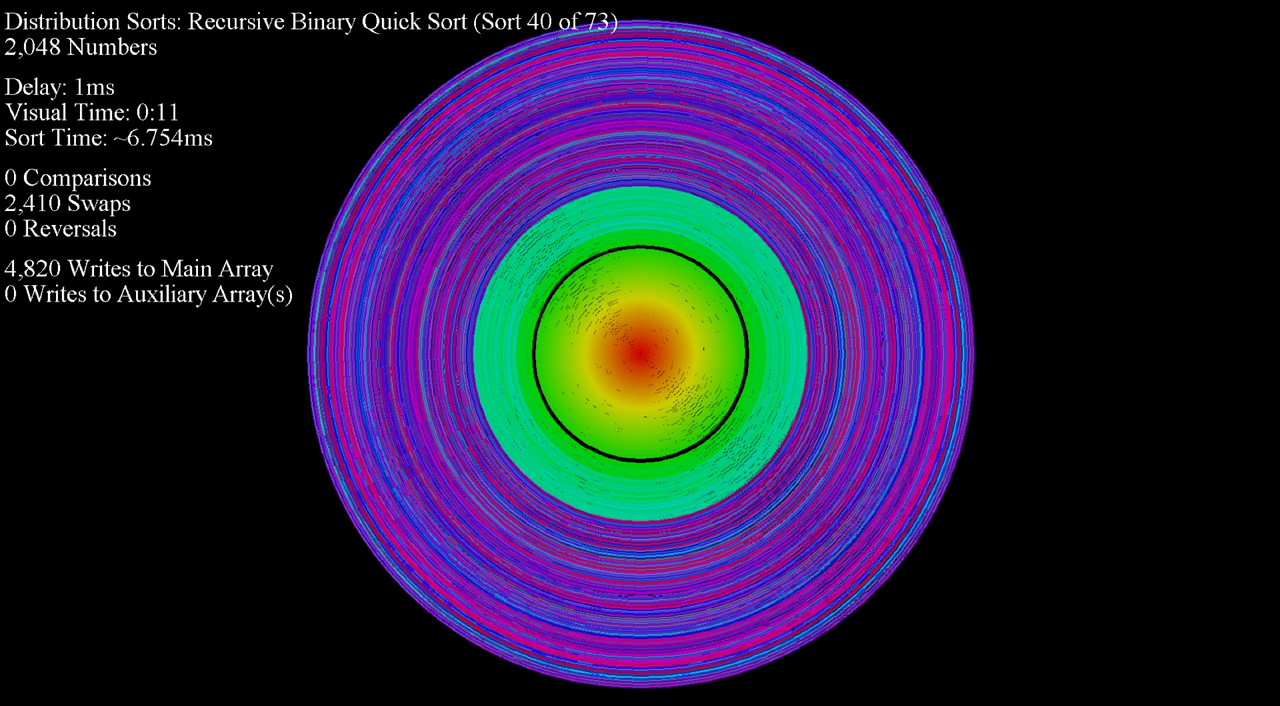 Distribution Sorts: Recursive Binary Quick Sort (Sort 40 of 73)
2,048 Numbers
Delay: 1ms
Visual Time: 0:11
Sort Time: ~6.754ms
0 Comparisons
2,410 Swaps
0 Reversals
4,820 Writes to Main Array
0 Writes to Auxiliary Array(s)